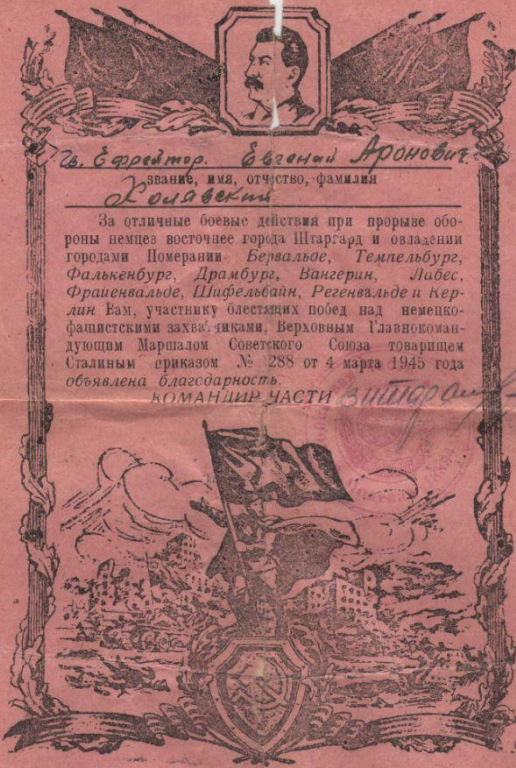 Гв. Ефрейтор. Евгений Аронович
звание, имя, отчество, фамилия
Холявский
За отличные боевые действия при прорыве обо-
роны немцев восточнее города Штаргард и овладении
городами Померании Бервальде, Темпельбург,
Фалькенбург, Драмбург, Вангерин, Лабес,
Фрайенвальде, Шифельбайн, Регенвальде и Кер-
лин Вам, участнику блестящих побед над немецко-
фашистскими захватчиками, Верховным Главнокоман-
дующим Маршалом Советского Союза товарищем
Сталиным приказом № 288 от 4 марта 1945 года
объявлена благодарность
КОМАНДИР ЧАСТИ